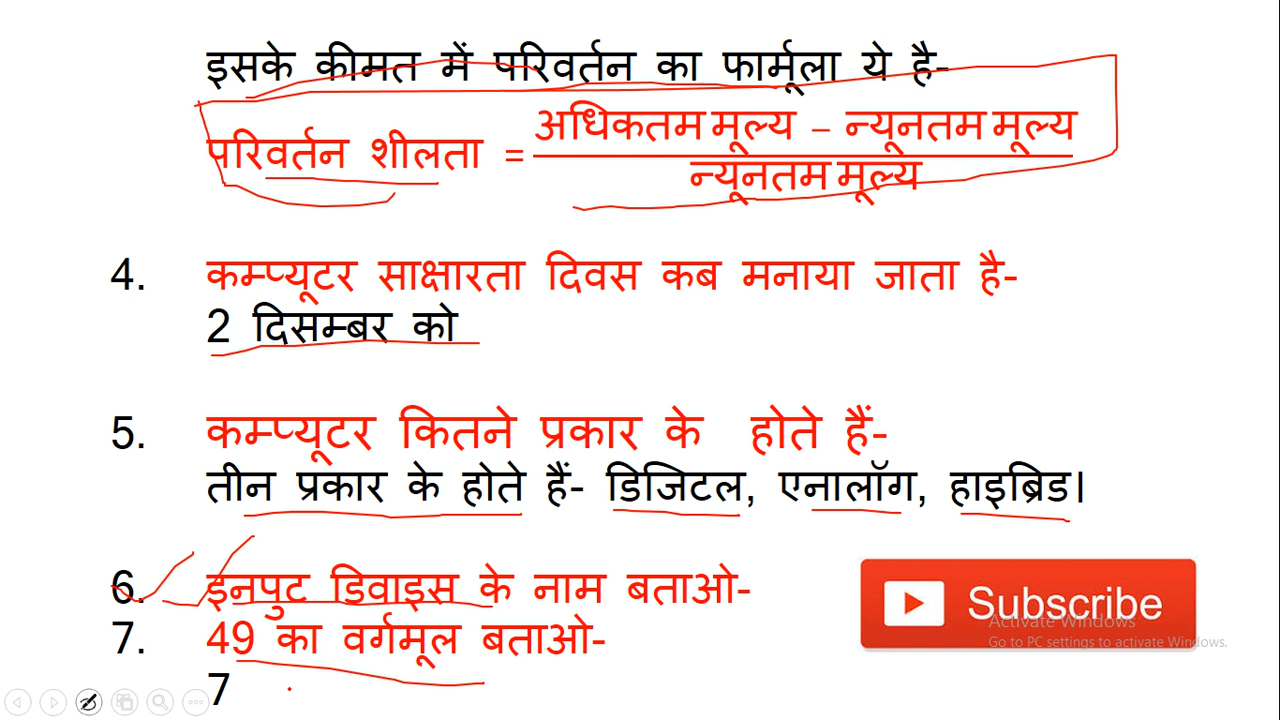 इसके कीमत में परिवर्तन का फार्मूला ये है-
परिवर्तन शीलता = अधिकतम मूल्य – न्यूनतम मूल्य
न्यूनतम मूल्य
4. कम्प्यूटर साक्षारता दिवस कब मनाया जाता है-
2 दिसम्बर को
5. कम्प्यूटर कितने प्रकार के होते हैं-
तीन प्रकार के होते हैं- डिजिटल, एनालॉग, हाइब्रिड।
6. इनपुट डिवाइस के नाम बताओ-
7. 49 का वर्गमूल बताओ-
7
Subscribe
Activate Windows
Go to PC settings to activate Windows.